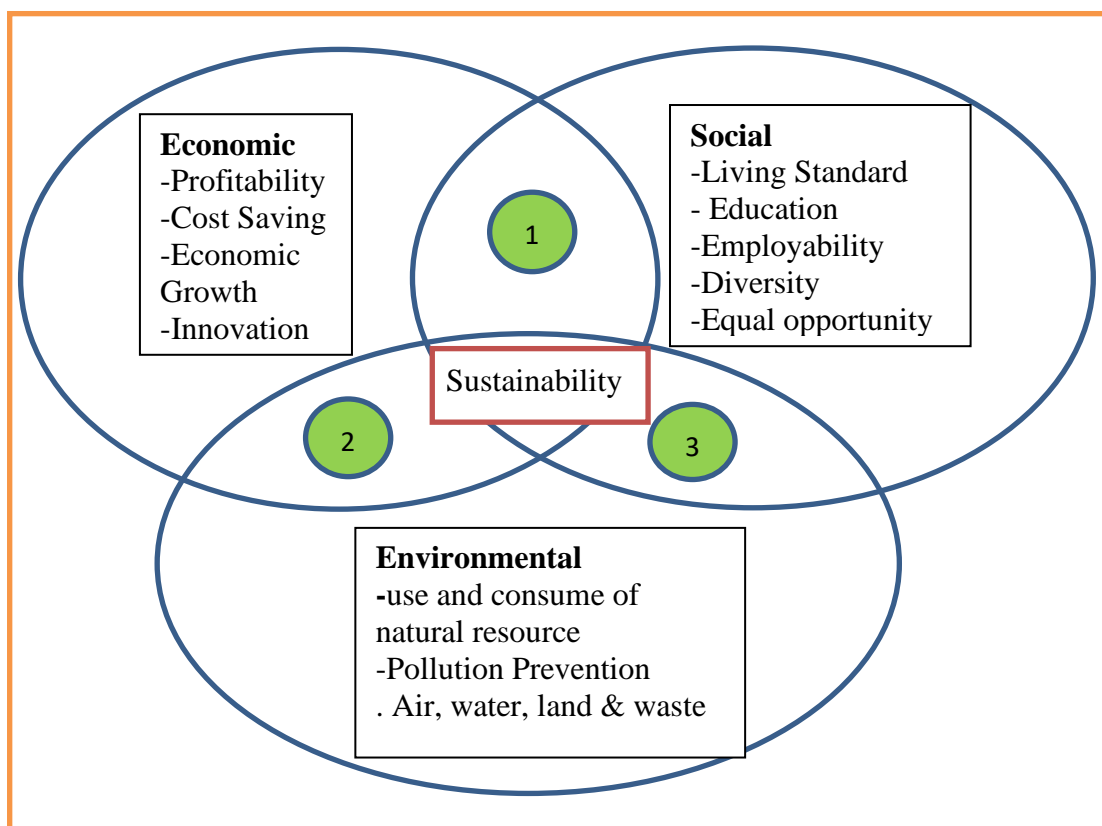 Economic
-Profitability
-Cost Saving
-Economic
Growth
-Innovation
Social
-Living Standard
- Education
-Employability
-Diversity
-Equal opportunity
1
Sustainability
2
3
Environmental
-use and consume of
natural resource
-Pollution Prevention
. Air, water, land & waste